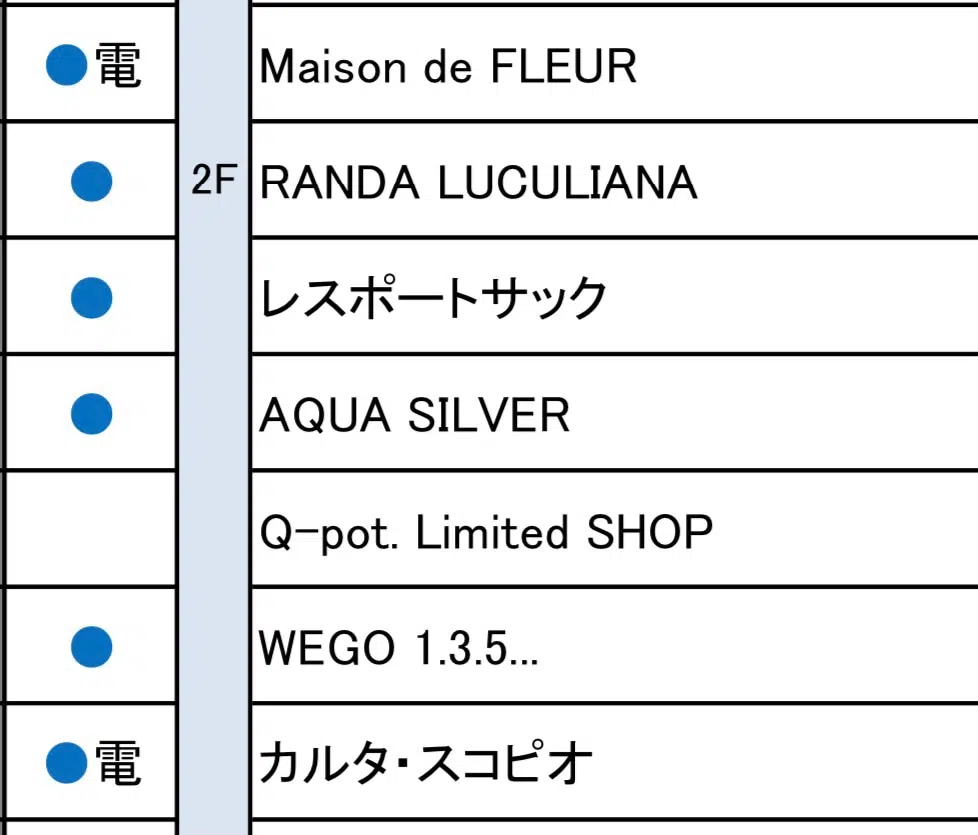 ●電 Maison de FLEUR
● 2F RANDA LUCULIANA
● レスポートサック
● AQUA SILVER
Q-pot. Limited SHOP
● WEGO 1.3.5...
●電 カルタ・スコピオ